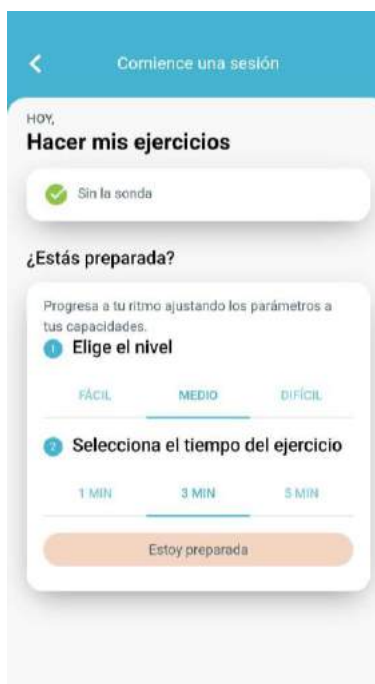 Comience una sesión
HOY,
Hacer mis ejercicios
Sin la sonda
¿Estás preparada?
Progresa a tu ritmo ajustando los parámetros a
tus capacidades.
1 Elige el nivel
FÁCIL MEDIO DIFÍCIL
2 Selecciona el tiempo del ejercicio
1 MIN 3 MIN 5 MIN
Estoy preparada